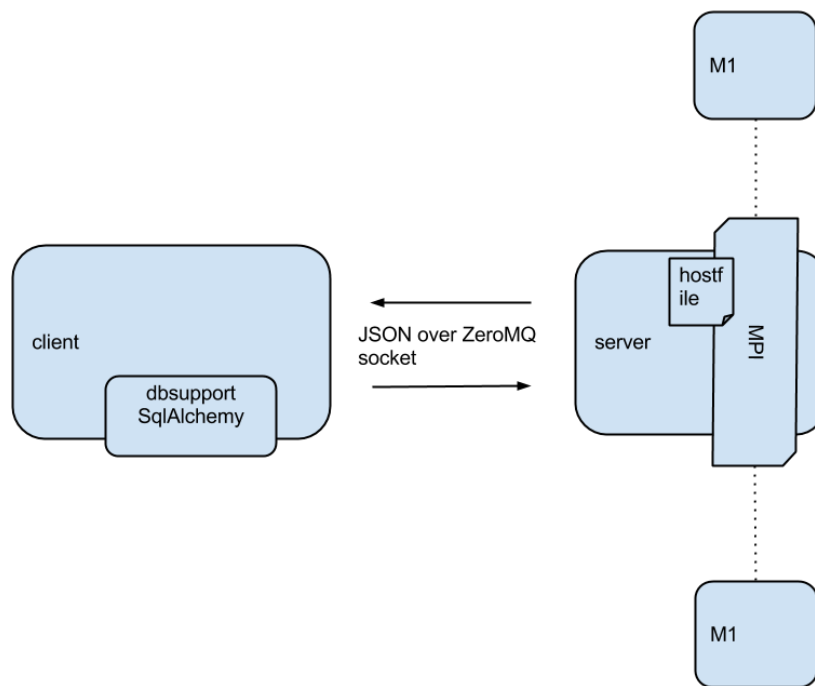 M1
client
dbsupport
SqlAlchemy
JSON over ZeroMQ
socket
server
hostf
ile
MPI
M1